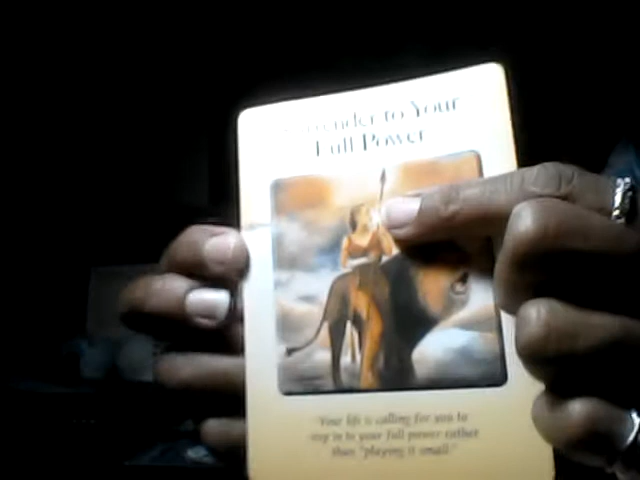 Surrender to Your
Full Power
"Your life is calling for you to
step in to your full power rather
than "playing it small."